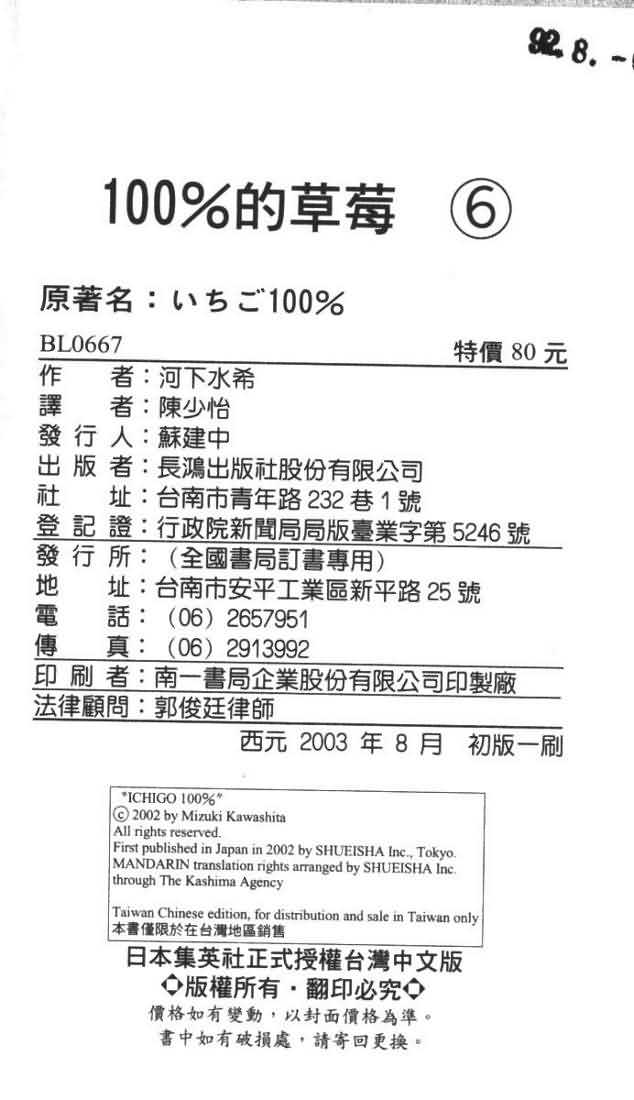 92. 8. -
100%的草莓 ⑥
原著名：いちご100%
BL0667 特價 80 元
作者：河下水希
譯者：陳少怡
發行人：蘇建中
出版者：長鴻出版社股份有限公司
社址：台南市青年路 232 巷 1 號
登記證：行政院新聞局局版臺業字第 5246 號
發行所：（全國書局訂書專用）
地址：台南市安平工業區新平路 25 號
電話：（06）2657951
傳真：（06）2913992
印刷者：南一書局企業股份有限公司印製廠
法律顧問：郭俊廷律師
西元 2003 年 8 月 初版一刷
"ICHIGO 100%"
© 2002 by Mizuki Kawashita
All rights reserved.
First published in Japan in 2002 by SHUEISHA Inc., Tokyo.
MANDARIN translation rights arranged by SHUEISHA Inc.
through The Kashima Agency
Taiwan Chinese edition, for distribution and sale in Taiwan only
本書僅限於在台灣地區銷售
日本集英社正式授權台灣中文版
◇版權所有・翻印必究◇
價格如有變動，以封面價格為準。
書中如有破損處，請寄回更換。